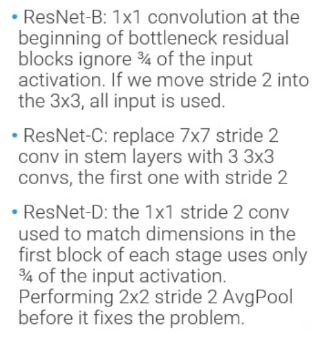 • ResNet-B: 1x1 convolution at the
beginning of bottleneck residual
blocks ignore ¾ of the input
activation. If we move stride 2 into
the 3x3, all input is used.
• ResNet-C: replace 7x7 stride 2
conv in stem layers with 3 3x3
convs, the first one with stride 2
• ResNet-D: the 1x1 stride 2 conv
used to match dimensions in the
first block of each stage uses only
¾ of the input activation.
Performing 2x2 stride 2 AvgPool
before it fixes the problem.